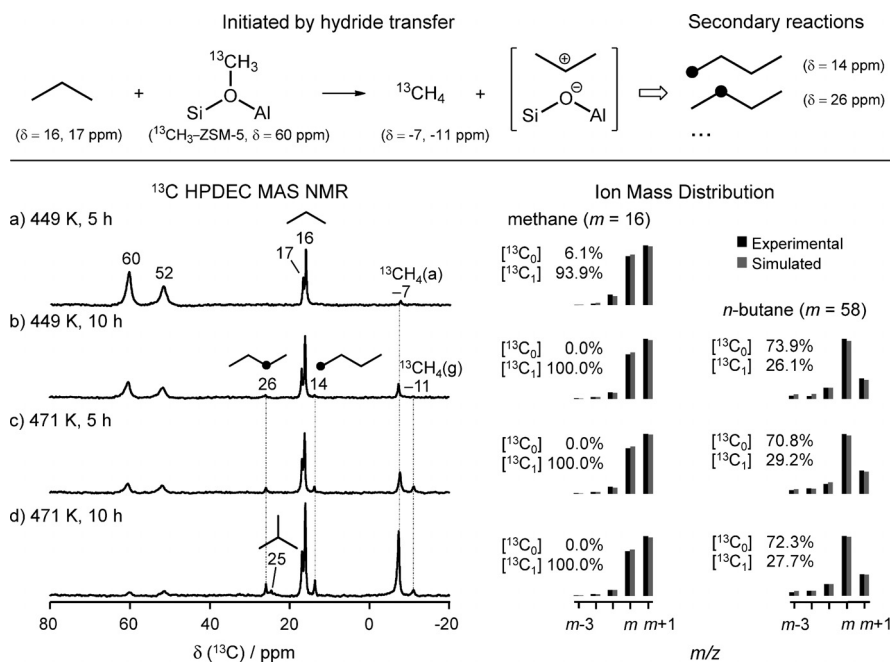 Initiated by hydride transfer
Secondary reactions
¹³CH₃
+
O
Si
Al
¹³CH₄
+
⊕
⊖
O
Si
Al
(δ = 14 ppm)
(δ = 26 ppm)
...
(δ = 16, 17 ppm)
(¹³CH₃–ZSM-5, δ = 60 ppm)
(δ = -7, -11 ppm)
¹³C HPDEC MAS NMR
Ion Mass Distribution
a) 449 K, 5 h
60
52
17
16
¹³CH₄(a)
–7
methane (m = 16)
[¹³C₀] 6.1%
[¹³C₁] 93.9%
Experimental
Simulated
n-butane (m = 58)
b) 449 K, 10 h
26
14
¹³CH₄(g)
–11
[¹³C₀] 0.0%
[¹³C₁] 100.0%
[¹³C₀] 73.9%
[¹³C₁] 26.1%
c) 471 K, 5 h
[¹³C₀] 0.0%
[¹³C₁] 100.0%
[¹³C₀] 70.8%
[¹³C₁] 29.2%
d) 471 K, 10 h
25
[¹³C₀] 0.0%
[¹³C₁] 100.0%
[¹³C₀] 72.3%
[¹³C₁] 27.7%
80 60 40 20 0 -20
δ (¹³C) / ppm
m-3 m m+1
m-3 m m+1
m/z